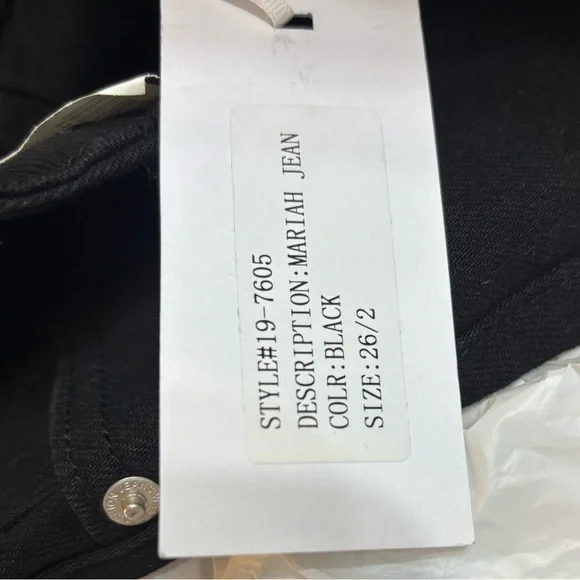 STYLE#19-7605
DESCRIPTION:MARIAH JEAN
COLR:BLACK
SIZE:26/2